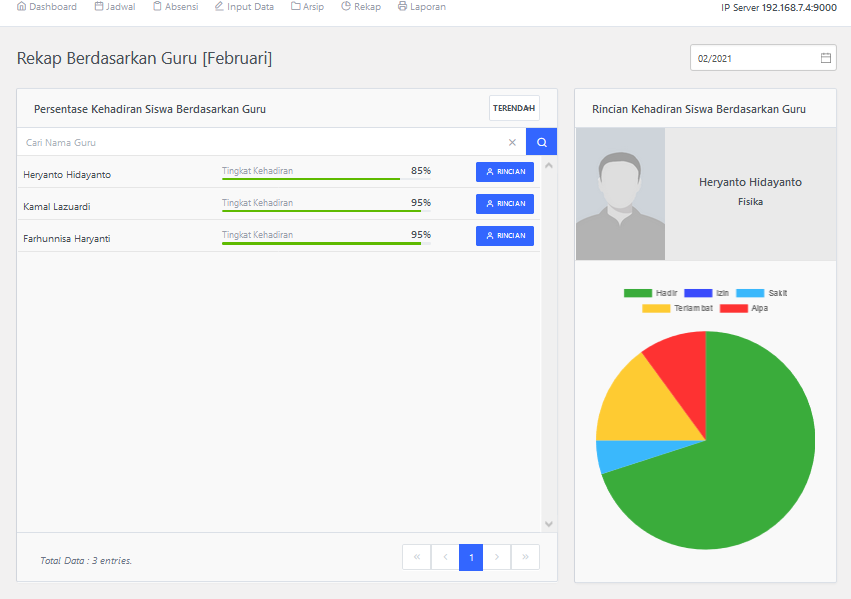 Dashboard Jadwal Absensi Input Data Arsip Rekap Laporan IP Server 192.168.7.4:9000
Rekap Berdasarkan Guru [Februari]
02/2021
Persentase Kehadiran Siswa Berdasarkan Guru
TERENDAH
Cari Nama Guru
Heryanto Hidayanto Tingkat Kehadiran 85% RINCIAN
Kamal Lazuardi Tingkat Kehadiran 95% RINCIAN
Farhunnisa Haryanti Tingkat Kehadiran 95% RINCIAN
Total Data : 3 entries.
« ‹ 1 › »
Rincian Kehadiran Siswa Berdasarkan Guru
Heryanto Hidayanto
Fisika
Hadir Izin Sakit
Terlambat Alpa